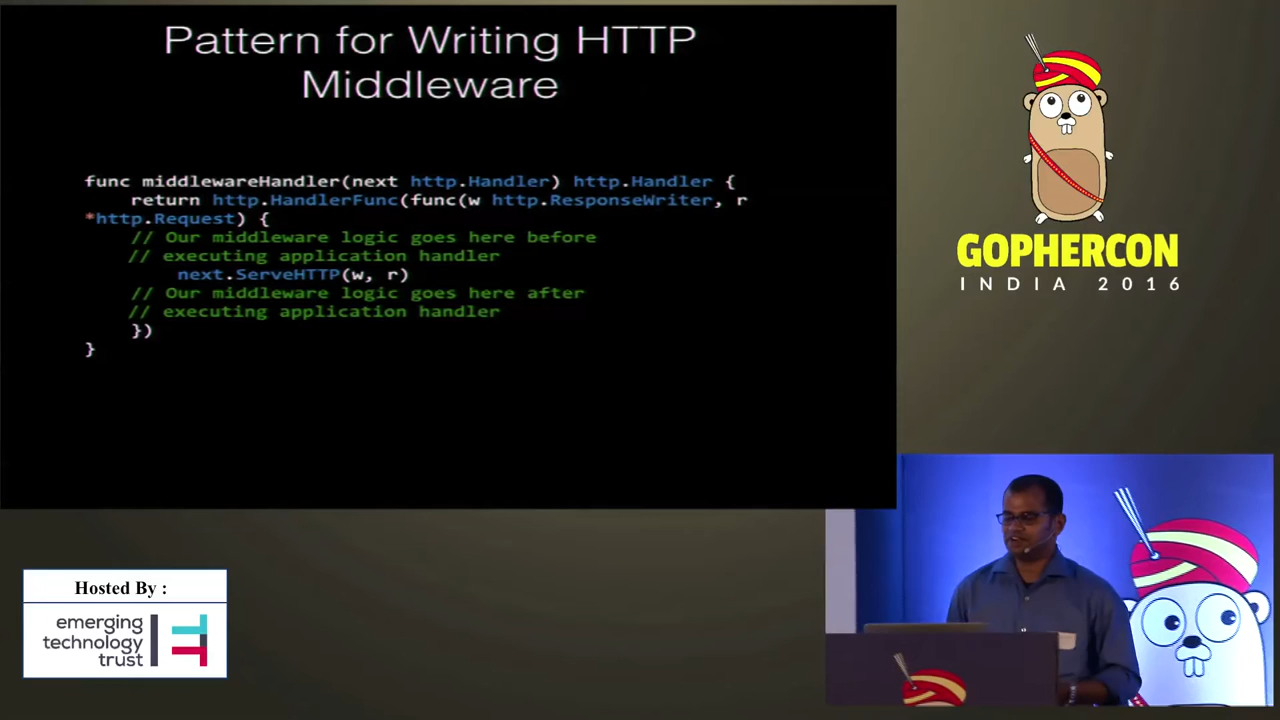 Pattern for Writing HTTP
Middleware
func middlewareHandler(next http.Handler) http.Handler {
return http.HandlerFunc(func(w http.ResponseWriter, r
*http.Request) {
// Our middleware logic goes here before
// executing application handler
next.ServeHTTP(w, r)
// Our middleware logic goes here after
// executing application handler
})
}
GOPHERCON
INDIA 2016
Hosted By :
emerging
technology
trust